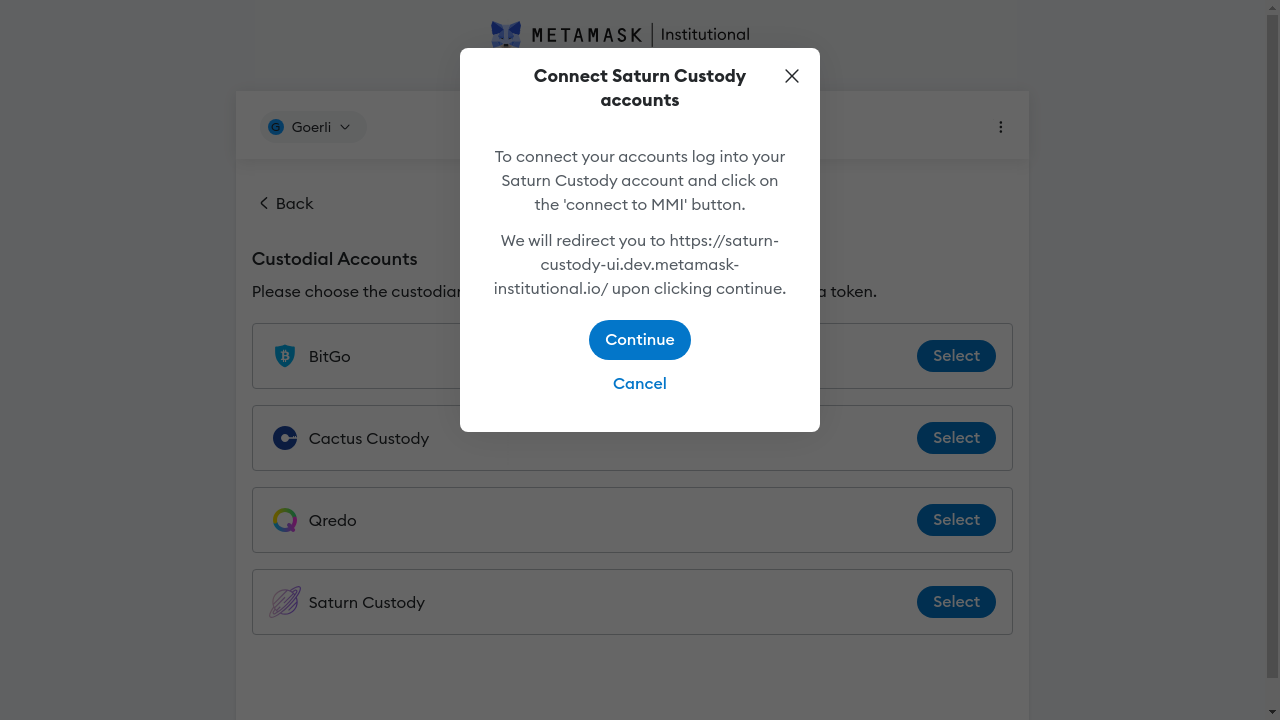 METAMASK | Institutional
Connect Saturn Custody
accounts
G Goerli
To connect your accounts log into your
Saturn Custody account and click on
the 'connect to MMI' button.
Back
We will redirect you to https://saturn-
custody-ui.dev.metamask-
institutional.io/ upon clicking continue.
Continue
Cancel
Custodial Accounts
Please choose the custodian
a token.
BitGo
Select
Cactus Custody
Select
Qredo
Select
Saturn Custody
Select